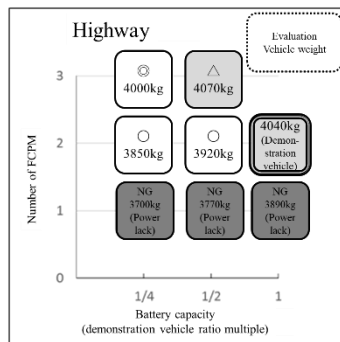 Highway
Evaluation
Vehicle weight
Number of FCPM
3
◎
4000kg
△
4070kg
2
○
3850kg
○
3920kg
4040kg
(Demon-
stration
vehicle)
1
NG
3700kg
(Power
lack)
NG
3770kg
(Power
lack)
NG
3890kg
(Power
lack)
0
1/4
1/2
1
Battery capacity
(demonstration vehicle ratio multiple)